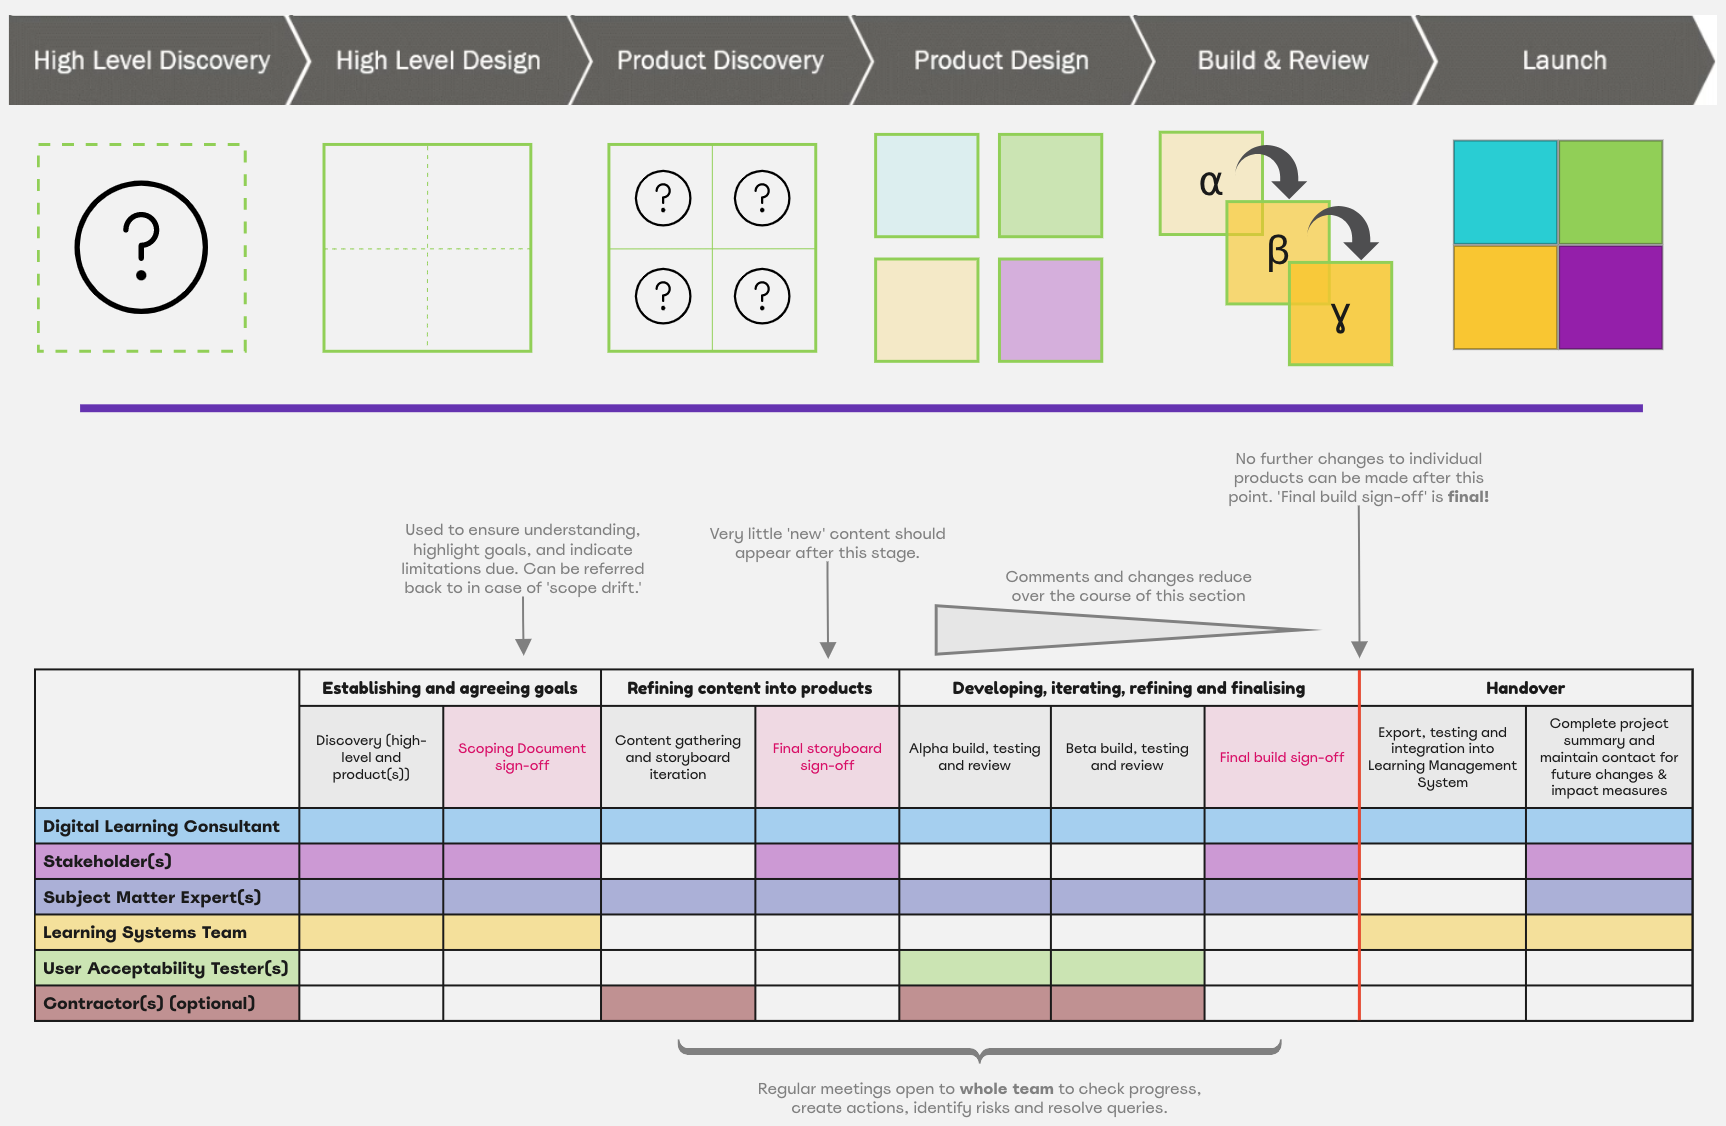 High Level Discovery
High Level Design
Product Discovery
Product Design
Build & Review
Launch
?
? ?
? ?
α
β
γ
No further changes to individual
products can be made after this
point. 'Final build sign-off' is final!
Used to ensure understanding,
highlight goals, and indicate
limitations due. Can be referred
back to in case of 'scope drift.'
Very little 'new' content should
appear after this stage.
Comments and changes reduce
over the course of this section
Establishing and agreeing goals
Refining content into products
Developing, iterating, refining and finalising
Handover
Discovery (high-
level and
product(s))
Scoping Document
sign-off
Content gathering
and storyboard
iteration
Final storyboard
sign-off
Alpha build, testing
and review
Beta build, testing
and review
Final build sign-off
Export, testing and
integration into
Learning Management
System
Complete project
summary and
maintain contact for
future changes &
impact measures
Digital Learning Consultant
Stakeholder(s)
Subject Matter Expert(s)
Learning Systems Team
User Acceptability Tester(s)
Contractor(s) (optional)
Regular meetings open to whole team to check progress,
create actions, identify risks and resolve queries.